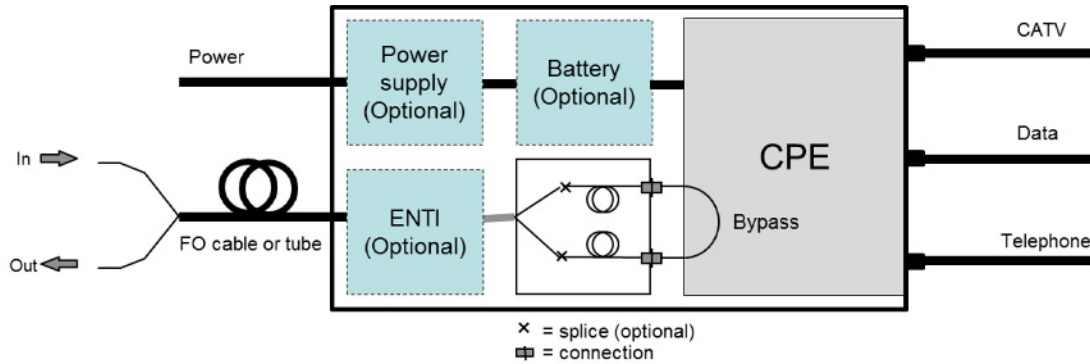 Power
Power
supply
(Optional)
Battery
(Optional)
CPE
CATV
Data
Telephone
In
Out
FO cable or tube
ENTI
(Optional)
Bypass
= splice (optional)
= connection